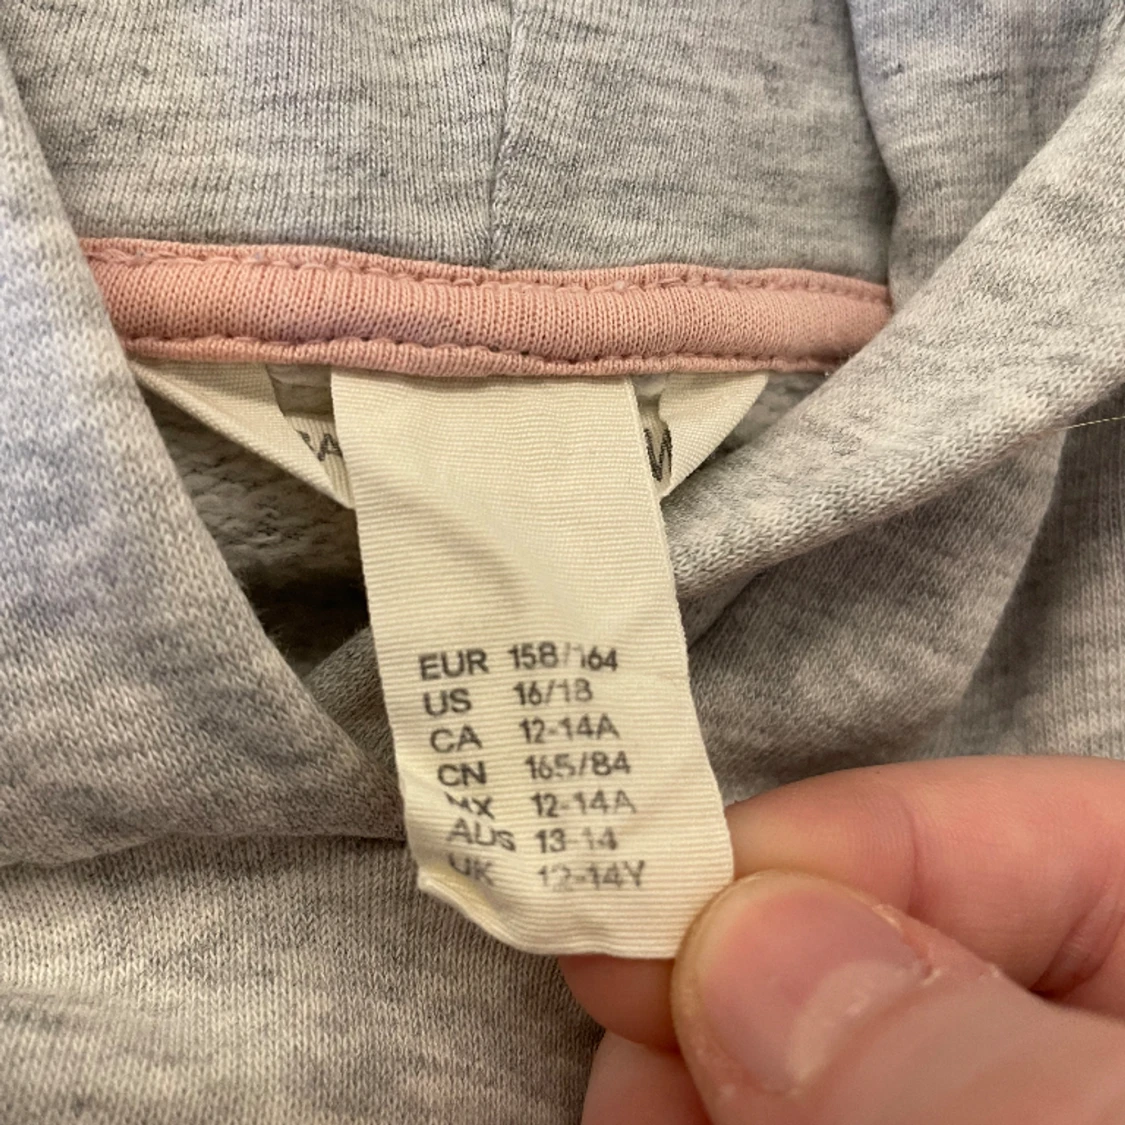 EUR 158/164
US 16/18
CA 12-14A
CN 165/84
MX 12-14A
AUS 13-14
UK 12-14Y